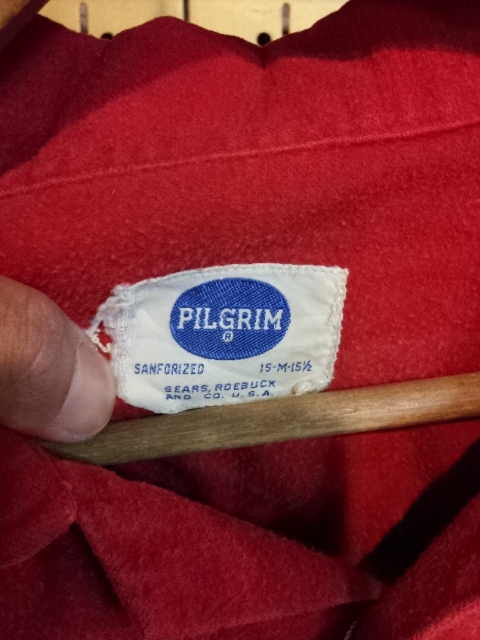 PILGRIM
®
SANFORIZED 15-M-15½
SEARS, ROEBUCK
AND CO. U.S.A.